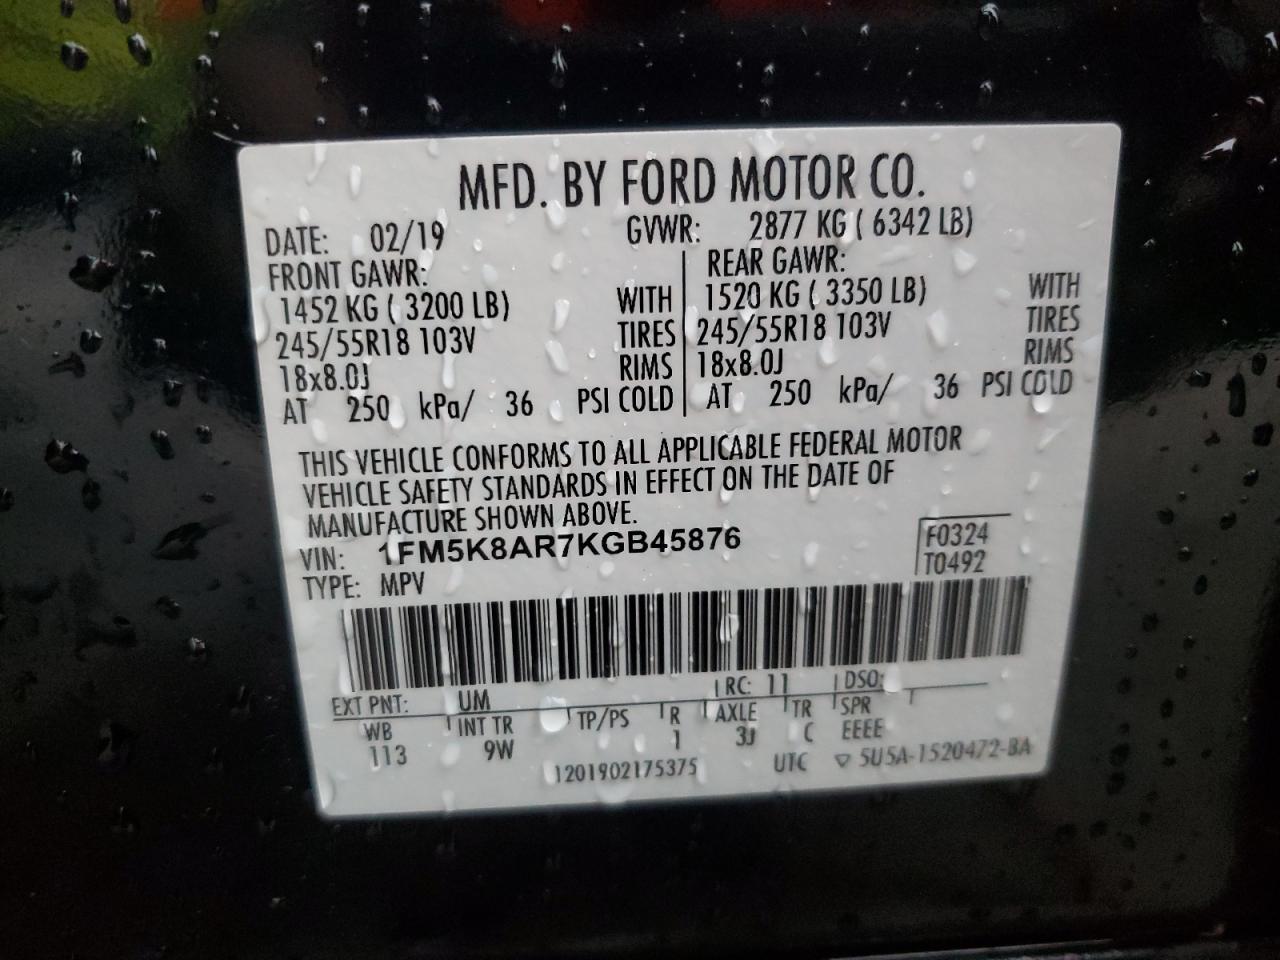 MFD. BY FORD MOTOR CO.
DATE: 02/19 GVWR: 2877 KG ( 6342 LB)
FRONT GAWR: REAR GAWR:
1452 KG ( 3200 LB) WITH 1520 KG ( 3350 LB) WITH
245/55R18 103V TIRES 245/55R18 103V TIRES
18x8.0J RIMS 18x8.0J RIMS
AT 250 kPa/ 36 PSI COLD AT 250 kPa/ 36 PSI COLD
THIS VEHICLE CONFORMS TO ALL APPLICABLE FEDERAL MOTOR
VEHICLE SAFETY STANDARDS IN EFFECT ON THE DATE OF
MANUFACTURE SHOWN ABOVE.
VIN: 1FM5K8AR7KGB45876 F0324
TYPE: MPV T0492
EXT PNT: UM RC: 11 DSO:
WB INT TR TP/PS R AXLE TR SPR
113 9W 1 3J C EEEE
1201902175375 UTC ▽ 5U5A-1520472-BA